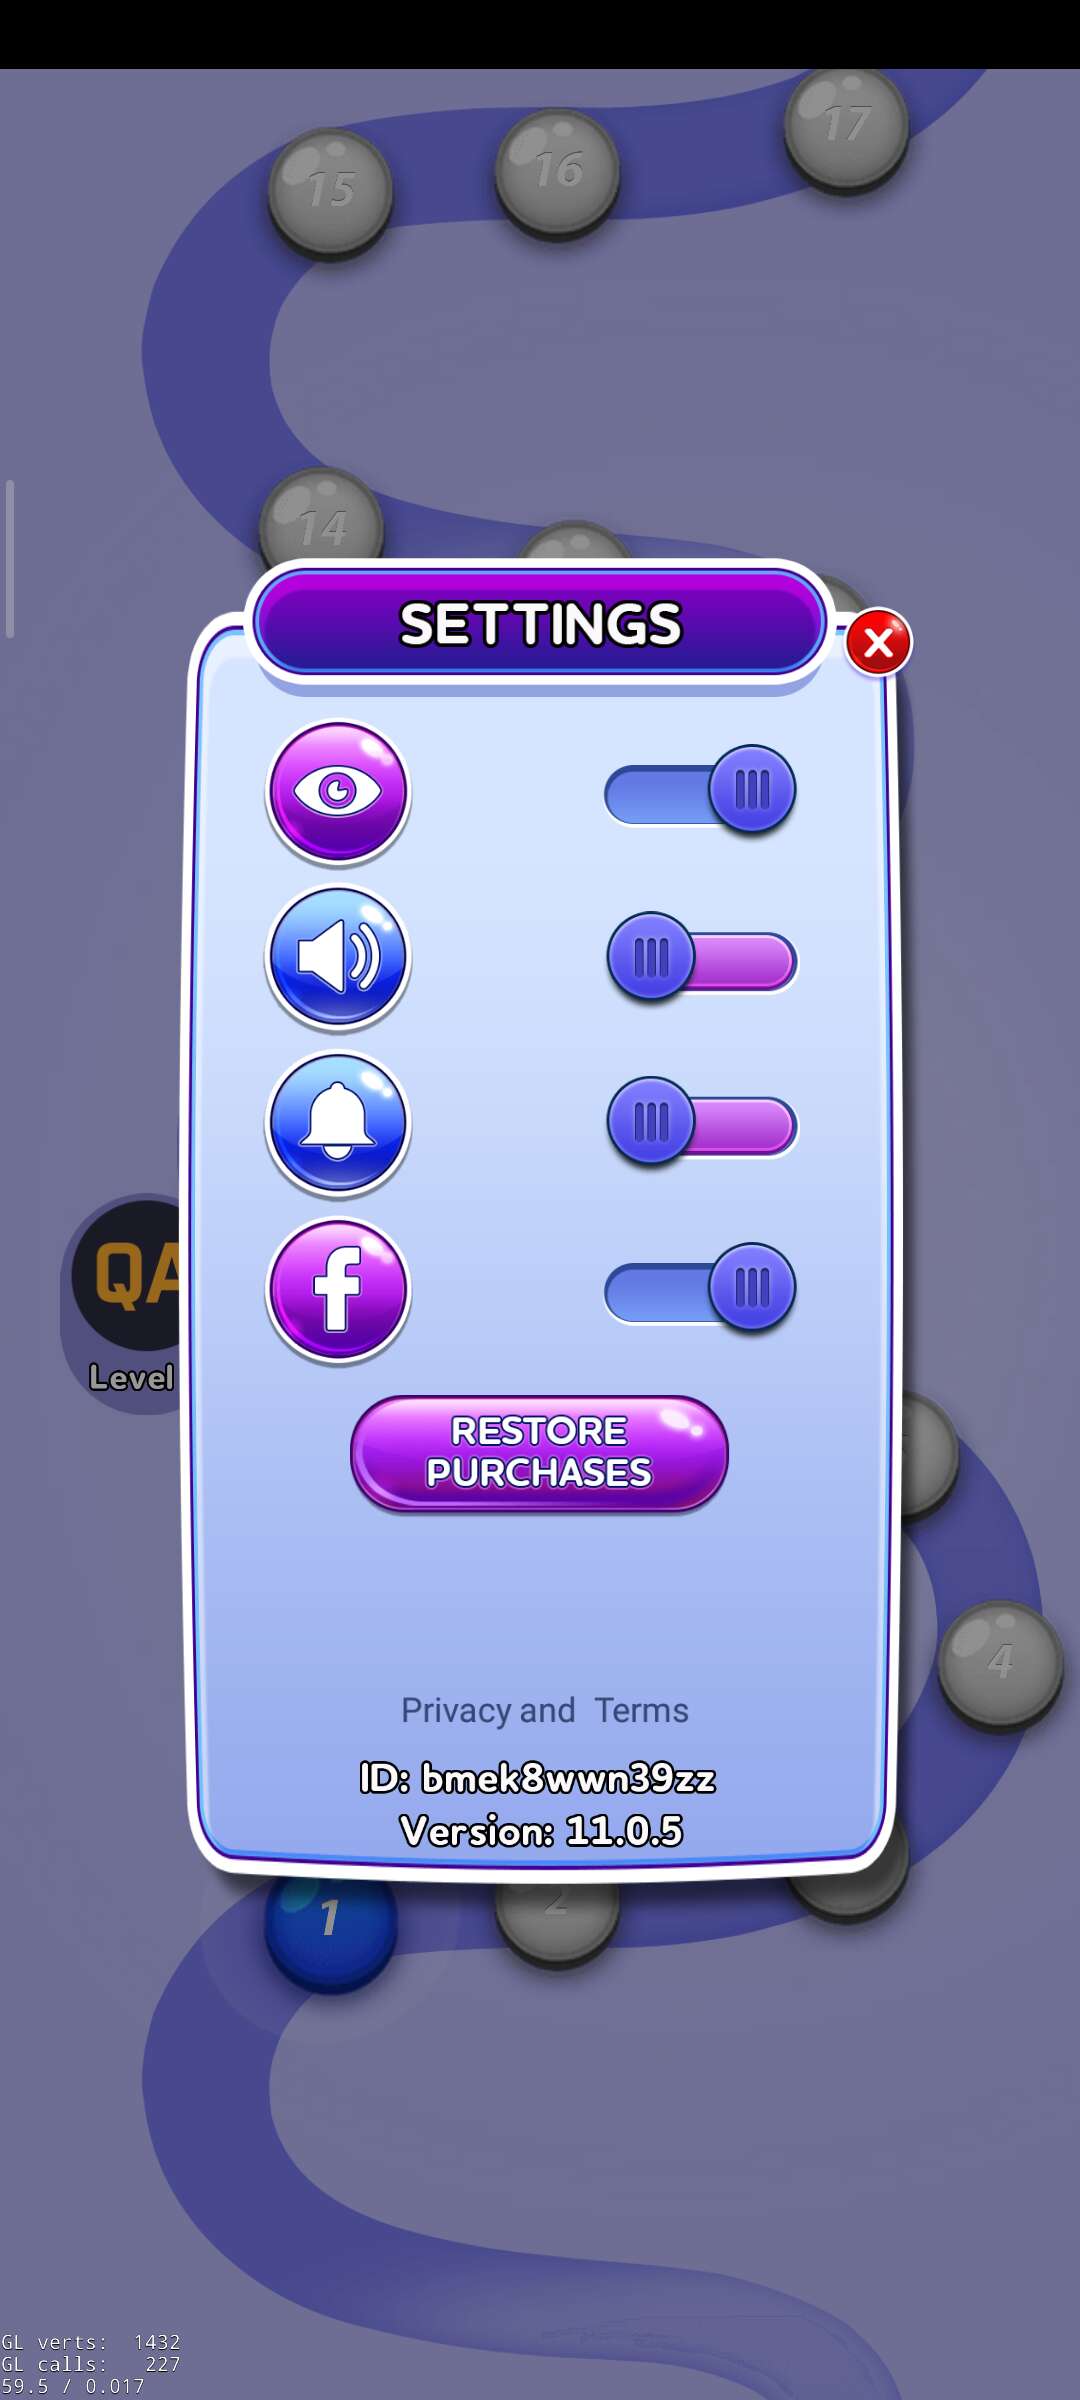 17
16
15
14
SETTINGS
QA
Level
RESTORE
PURCHASES
4
Privacy and Terms
ID: bmek8wwn39zz
Version: 11.0.5
1
2
GL verts: 1432
GL calls: 227
59.5 / 0.017